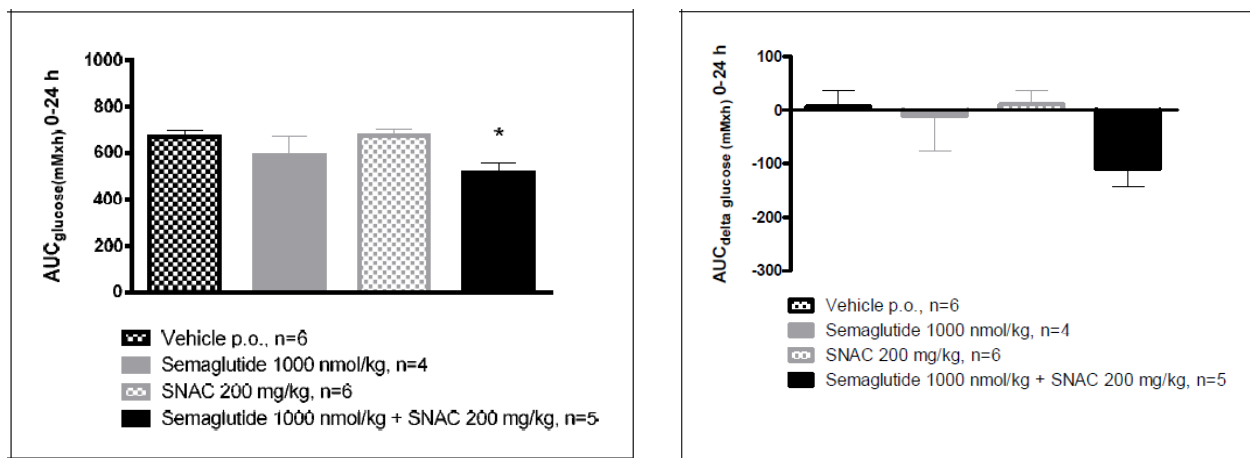 AUCglucose(mMxh) 0-24 h
1000
800
600
400
200
0
*
Vehicle p.o., n=6
Semaglutide 1000 nmol/kg, n=4
SNAC 200 mg/kg, n=6
Semaglutide 1000 nmol/kg + SNAC 200 mg/kg, n=5
AUCdelta glucose (mMxh) 0-24 h
100
0
-100
-200
-300
Vehicle p.o., n=6
Semaglutide 1000 nmol/kg, n=4
SNAC 200 mg/kg, n=6
Semaglutide 1000 nmol/kg + SNAC 200 mg/kg, n=5